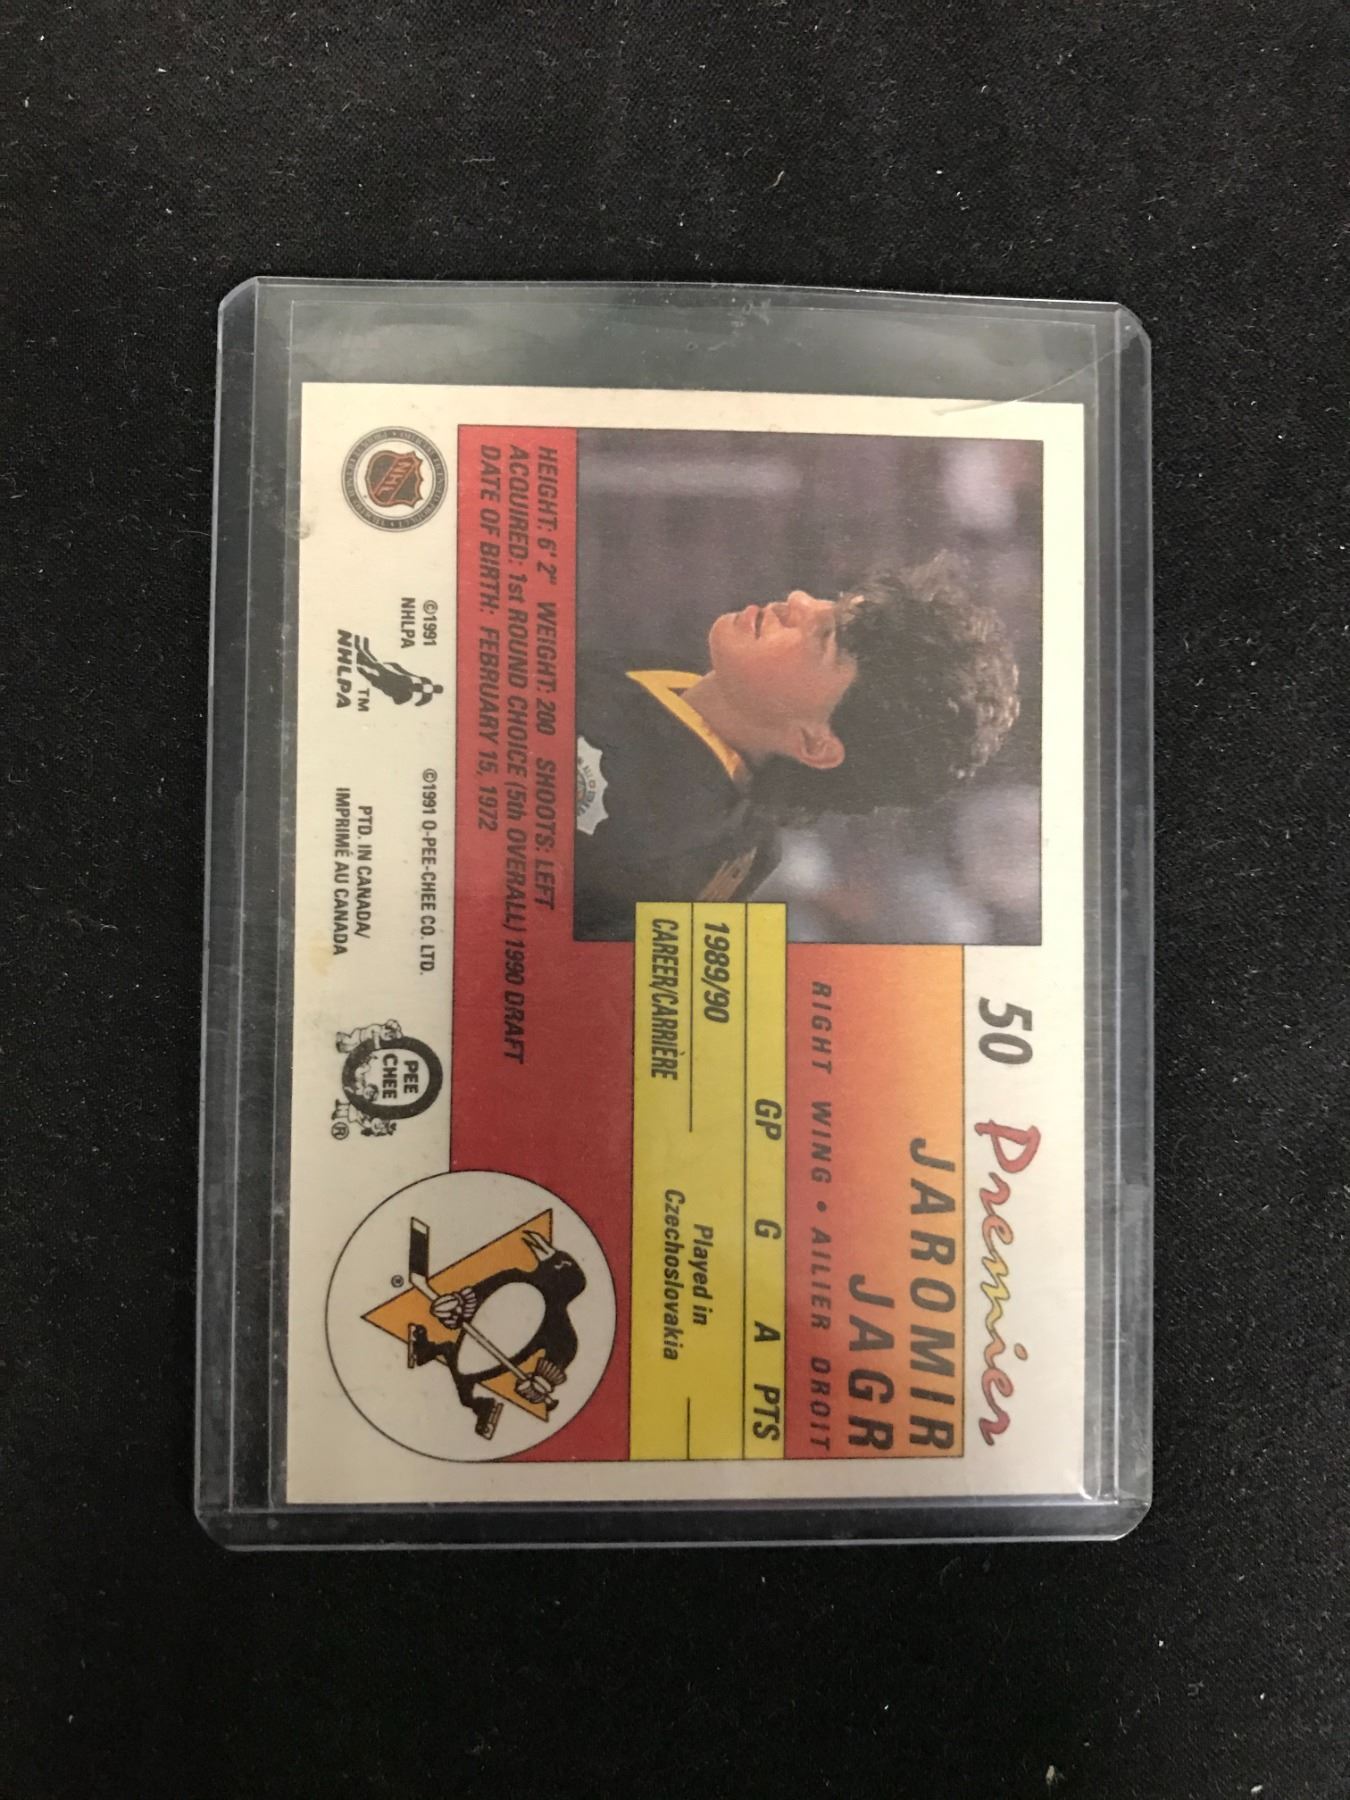 50 Premier
JAROMIR
JAGR
RIGHT WING • AILIER DROIT
GP G A PTS
1989/90 Played in
CAREER/CARRIÈRE Czechoslovakia
HEIGHT: 6' 2" WEIGHT: 200 SHOOTS: LEFT
ACQUIRED: 1st ROUND CHOICE (5th OVERALL) 1990 DRAFT
DATE OF BIRTH: FEBRUARY 15, 1972
NHL
©1991
NHLPA
TM
NHLPA
©1991 O-PEE-CHEE CO. LTD.
PTD. IN CANADA/
IMPRIMÉ AU CANADA
PEE
CHEE
®
®